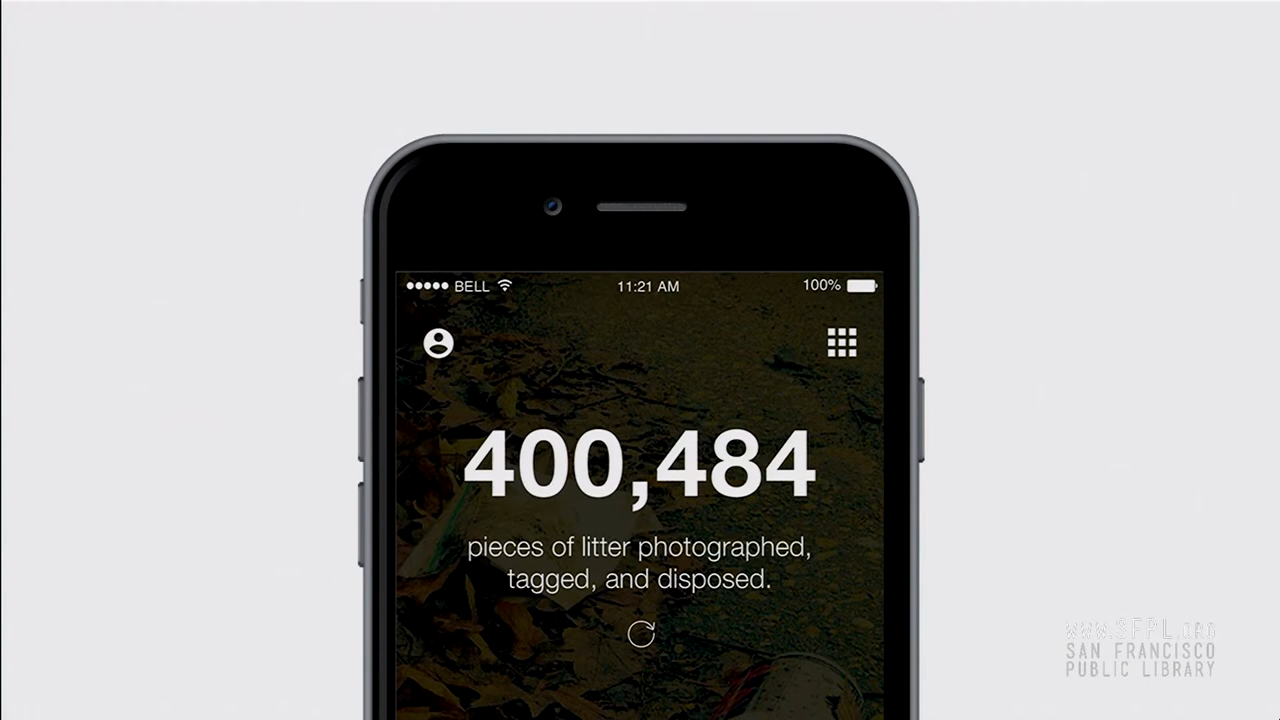 BELL 11:21 AM 100%
400,484
pieces of litter photographed,
tagged, and disposed.
WWW.SFPL.ORG
SAN FRANCISCO
PUBLIC LIBRARY